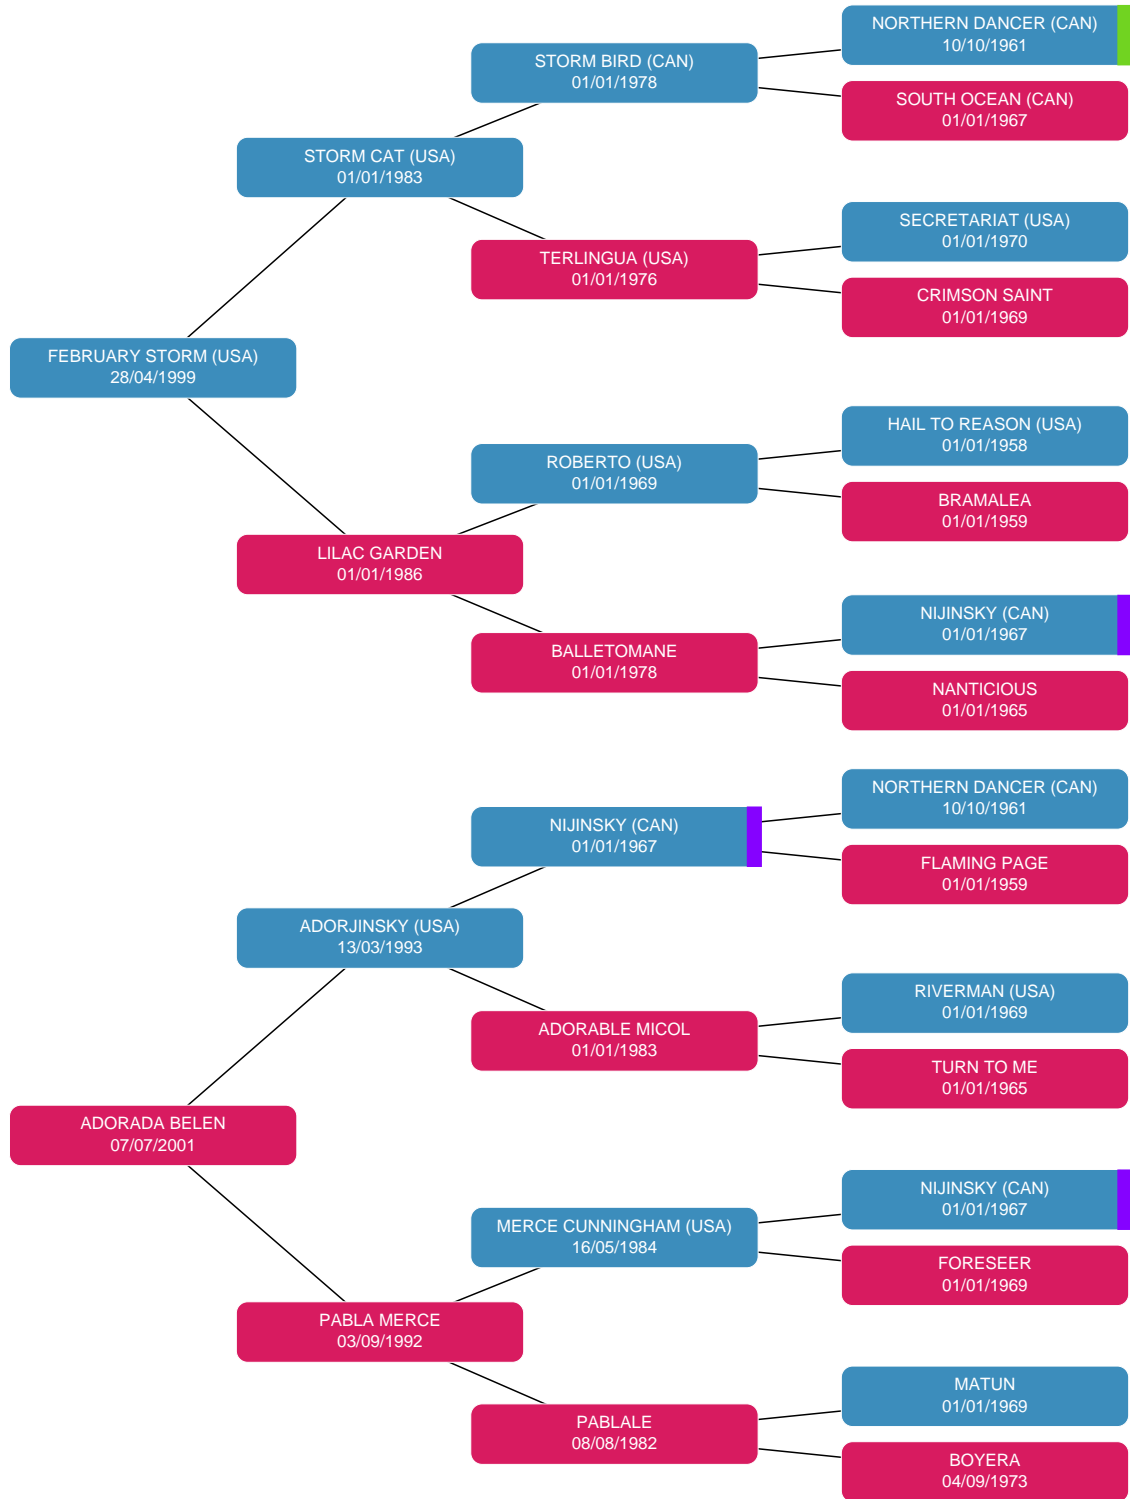 NORTHERN DANCER (CAN)
10/10/1961
STORM BIRD (CAN)
01/01/1978
SOUTH OCEAN (CAN)
01/01/1967
STORM CAT (USA)
01/01/1983
SECRETARIAT (USA)
01/01/1970
TERLINGUA (USA)
01/01/1976
CRIMSON SAINT
01/01/1969
FEBRUARY STORM (USA)
28/04/1999
HAIL TO REASON (USA)
01/01/1958
ROBERTO (USA)
01/01/1969
BRAMALEA
01/01/1959
LILAC GARDEN
01/01/1986
NIJINSKY (CAN)
01/01/1967
BALLETOMANE
01/01/1978
NANTICIOUS
01/01/1965
NORTHERN DANCER (CAN)
10/10/1961
NIJINSKY (CAN)
01/01/1967
FLAMING PAGE
01/01/1959
ADORJINSKY (USA)
13/03/1993
RIVERMAN (USA)
01/01/1969
ADORABLE MICOL
01/01/1983
TURN TO ME
01/01/1965
ADORADA BELEN
07/07/2001
NIJINSKY (CAN)
01/01/1967
MERCE CUNNINGHAM (USA)
16/05/1984
FORESEER
01/01/1969
PABLA MERCE
03/09/1992
MATUN
01/01/1969
PABLALE
08/08/1982
BOYERA
04/09/1973